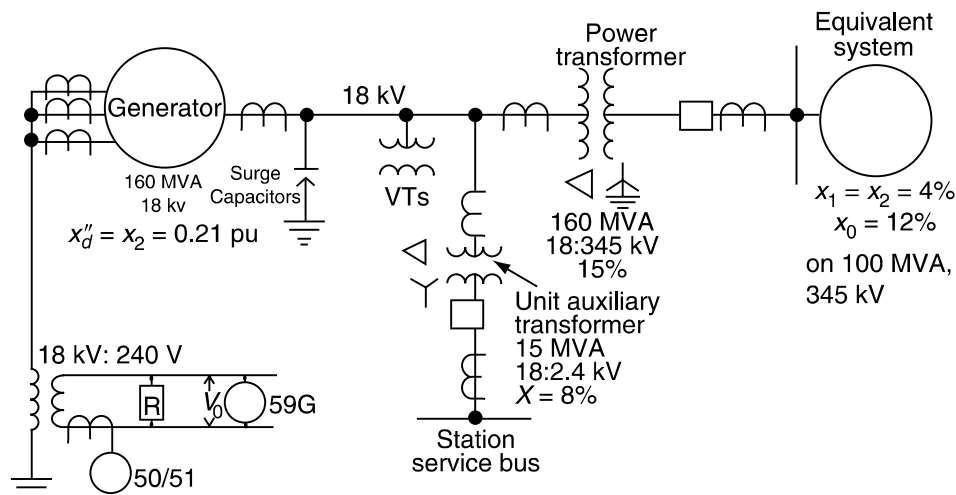 Generator
160 MVA
18 kv
x"d = x2 = 0.21 pu
Surge
Capacitors
18 kV
VTs
Power
transformer
160 MVA
18:345 kV
15%
Equivalent
system
x1 = x2 = 4%
x0 = 12%
on 100 MVA,
345 kV
Unit auxiliary
transformer
15 MVA
18:2.4 kV
X = 8%
Station
service bus
18 kV: 240 V
R
V0
59G
50/51